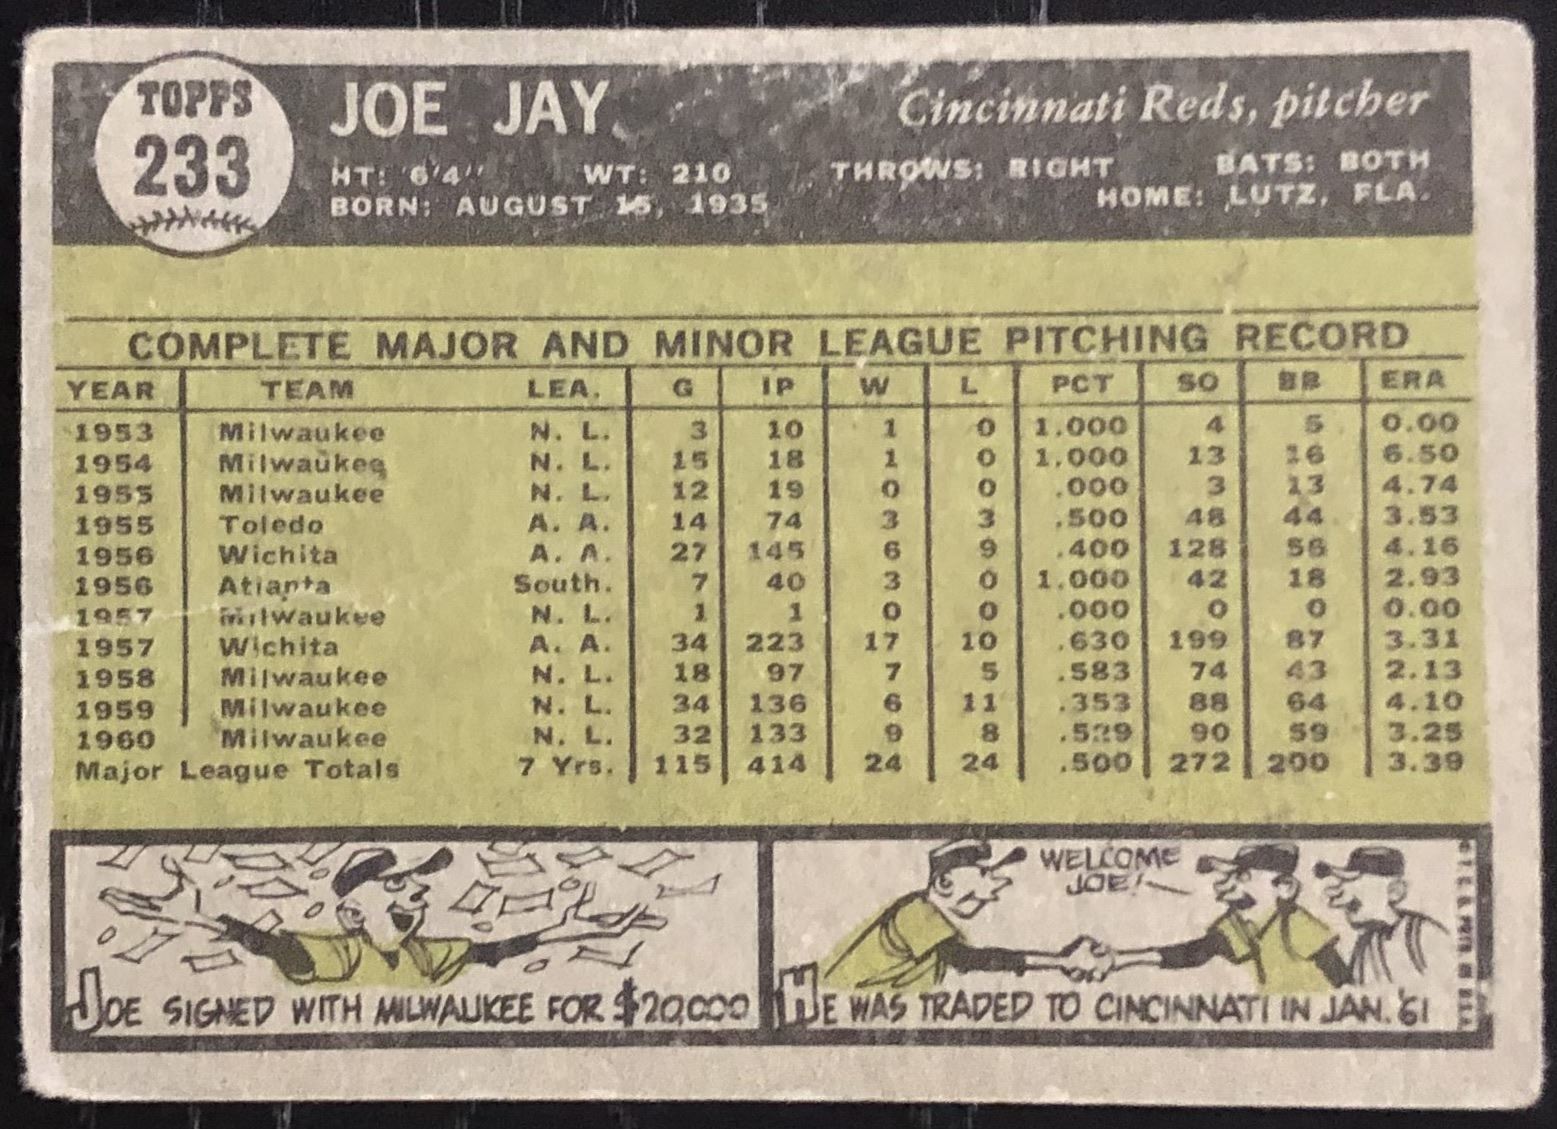 TOPPS
233
JOE JAY
Cincinnati Reds, pitcher
HT: 6'4" WT: 210 THROWS: RIGHT BATS: BOTH
BORN: AUGUST 15, 1935 HOME: LUTZ, FLA.
COMPLETE MAJOR AND MINOR LEAGUE PITCHING RECORD
YEAR TEAM LEA. G IP W L PCT SO BB ERA
1953 Milwaukee N. L. 3 10 1 0 1.000 4 5 0.00
1954 Milwaukee N. L. 15 18 1 0 1.000 13 16 6.50
1955 Milwaukee N. L. 12 19 0 0 .000 3 13 4.74
1955 Toledo A. A. 14 74 3 3 .500 48 44 3.53
1956 Wichita A. A. 27 145 6 9 .400 128 56 4.16
1956 Atlanta South. 7 40 3 0 1.000 42 18 2.93
1957 Milwaukee N. L. 1 1 0 0 .000 0 0 0.00
1957 Wichita A. A. 34 223 17 10 .630 199 87 3.31
1958 Milwaukee N. L. 18 97 7 5 .583 74 43 2.13
1959 Milwaukee N. L. 34 136 6 11 .353 88 64 4.10
1960 Milwaukee N. L. 32 133 9 8 .529 90 59 3.25
Major League Totals 7 Yrs. 115 414 24 24 .500 272 200 3.39
WELCOME
JOE!
JOE SIGNED WITH MILWAUKEE FOR $20,000
HE WAS TRADED TO CINCINNATI IN JAN. '61